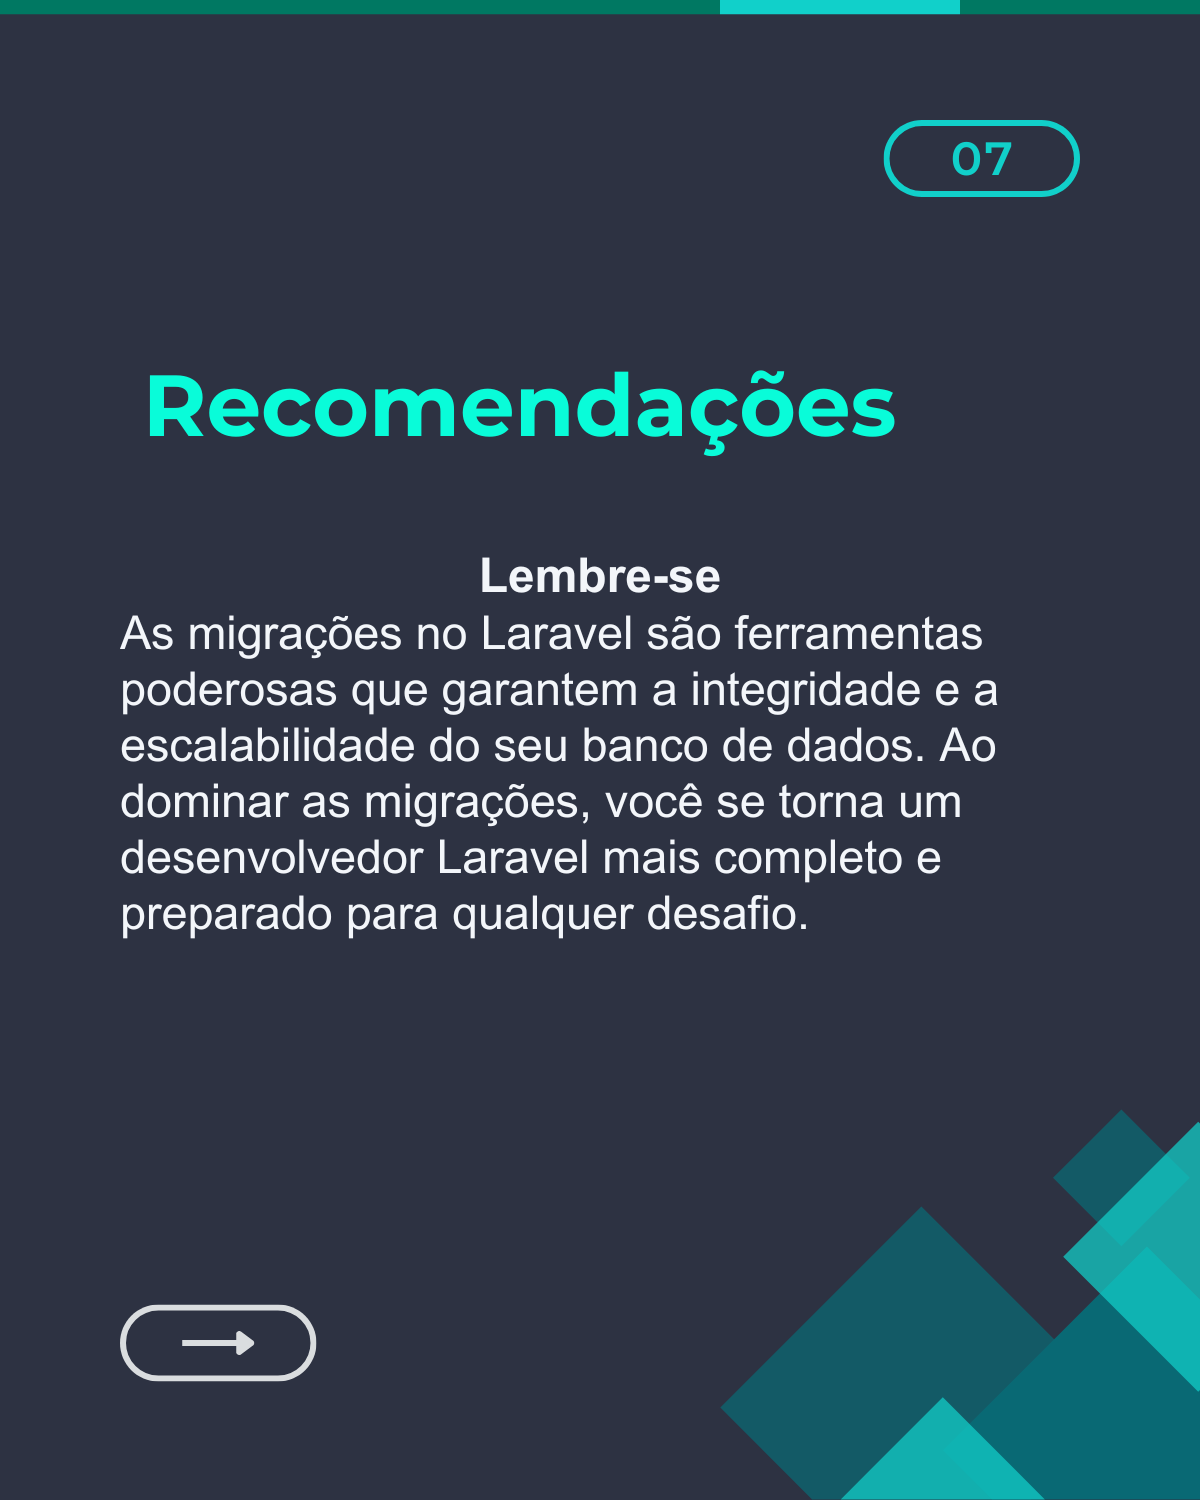 07
Recomendações
Lembre-se
As migrações no Laravel são ferramentas
poderosas que garantem a integridade e a
escalabilidade do seu banco de dados. Ao
dominar as migrações, você se torna um
desenvolvedor Laravel mais completo e
preparado para qualquer desafio.